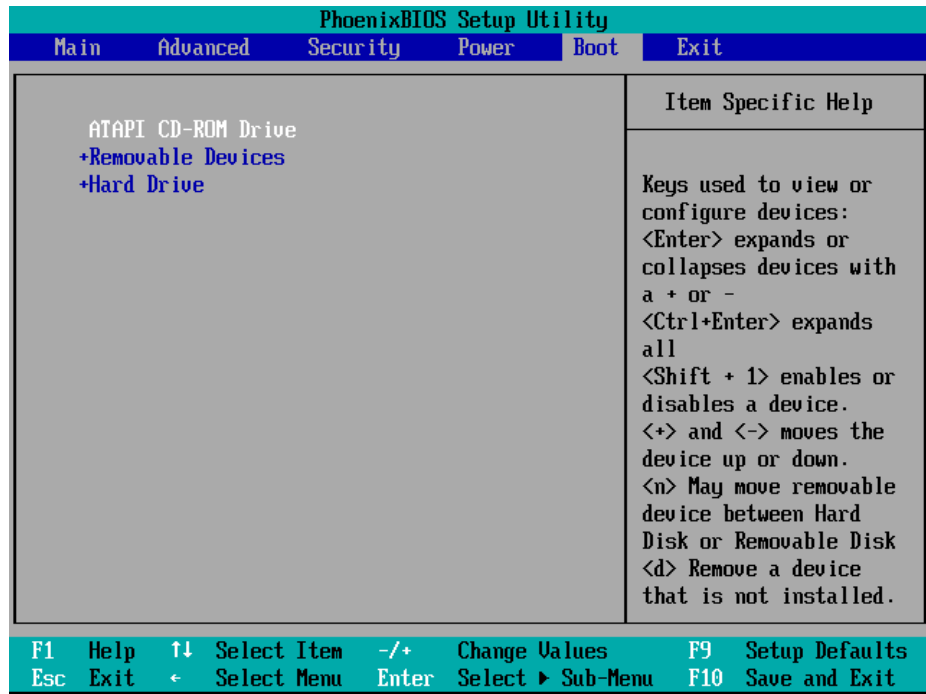 PhoenixBIOS Setup Utility
Main Advanced Security Power Boot Exit
ATAPI CD-ROM Drive
+Removable Devices
+Hard Drive
Item Specific Help
Keys used to view or
configure devices:
<Enter> expands or
collapses devices with
a + or -
<Ctrl+Enter> expands
all
<Shift + 1> enables or
disables a device.
<+> and <-> moves the
device up or down.
<n> May move removable
device between Hard
Disk or Removable Disk
<d> Remove a device
that is not installed.
F1 Help ↑↓ Select Item -/+ Change Values F9 Setup Defaults
Esc Exit ← Select Menu Enter Select ▶ Sub-Menu F10 Save and Exit